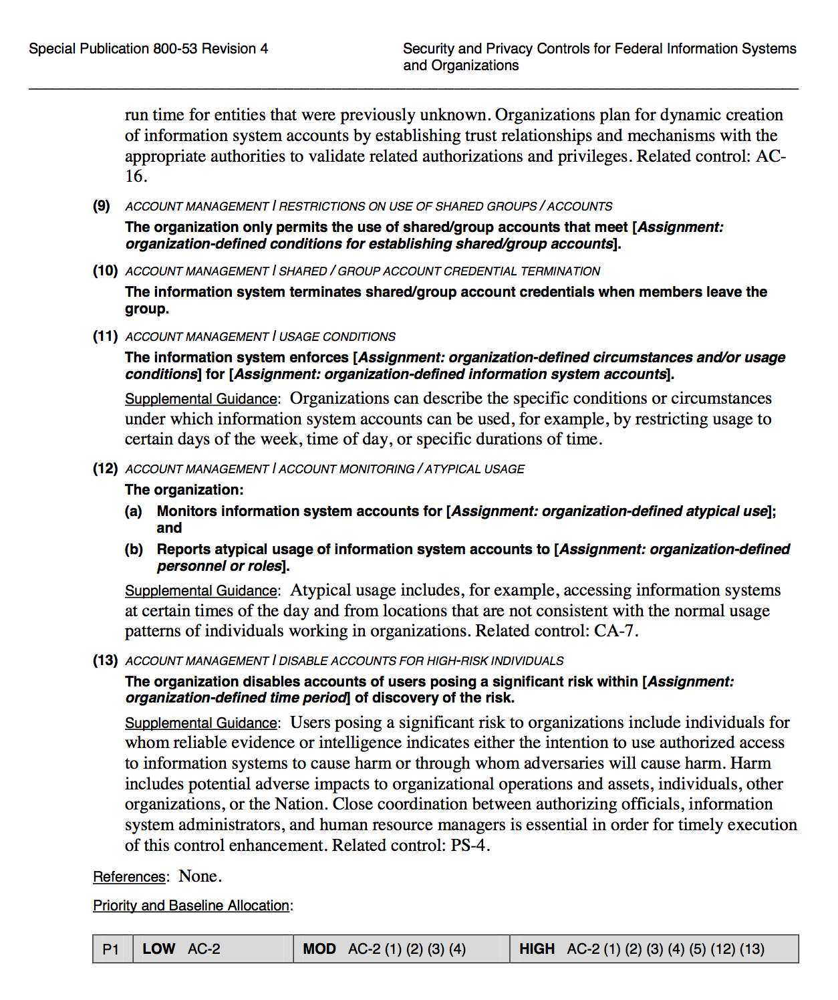 Special Publication 800-53 Revision 4
Security and Privacy Controls for Federal Information Systems
and Organizations
run time for entities that were previously unknown. Organizations plan for dynamic creation
of information system accounts by establishing trust relationships and mechanisms with the
appropriate authorities to validate related authorizations and privileges. Related control: AC-
16.
(9) ACCOUNT MANAGEMENT | RESTRICTIONS ON USE OF SHARED GROUPS / ACCOUNTS
The organization only permits the use of shared/group accounts that meet [Assignment:
organization-defined conditions for establishing shared/group accounts].
(10) ACCOUNT MANAGEMENT | SHARED / GROUP ACCOUNT CREDENTIAL TERMINATION
The information system terminates shared/group account credentials when members leave the
group.
(11) ACCOUNT MANAGEMENT | USAGE CONDITIONS
The information system enforces [Assignment: organization-defined circumstances and/or usage
conditions] for [Assignment: organization-defined information system accounts].
Supplemental Guidance: Organizations can describe the specific conditions or circumstances
under which information system accounts can be used, for example, by restricting usage to
certain days of the week, time of day, or specific durations of time.
(12) ACCOUNT MANAGEMENT | ACCOUNT MONITORING / ATYPICAL USAGE
The organization:
(a) Monitors information system accounts for [Assignment: organization-defined atypical use];
and
(b) Reports atypical usage of information system accounts to [Assignment: organization-defined
personnel or roles].
Supplemental Guidance: Atypical usage includes, for example, accessing information systems
at certain times of the day and from locations that are not consistent with the normal usage
patterns of individuals working in organizations. Related control: CA-7.
(13) ACCOUNT MANAGEMENT | DISABLE ACCOUNTS FOR HIGH-RISK INDIVIDUALS
The organization disables accounts of users posing a significant risk within [Assignment:
organization-defined time period] of discovery of the risk.
Supplemental Guidance: Users posing a significant risk to organizations include individuals for
whom reliable evidence or intelligence indicates either the intention to use authorized access
to information systems to cause harm or through whom adversaries will cause harm. Harm
includes potential adverse impacts to organizational operations and assets, individuals, other
organizations, or the Nation. Close coordination between authorizing officials, information
system administrators, and human resource managers is essential in order for timely execution
of this control enhancement. Related control: PS-4.
References: None.
Priority and Baseline Allocation:
P1 LOW AC-2 MOD AC-2 (1) (2) (3) (4) HIGH AC-2 (1) (2) (3) (4) (5) (12) (13)